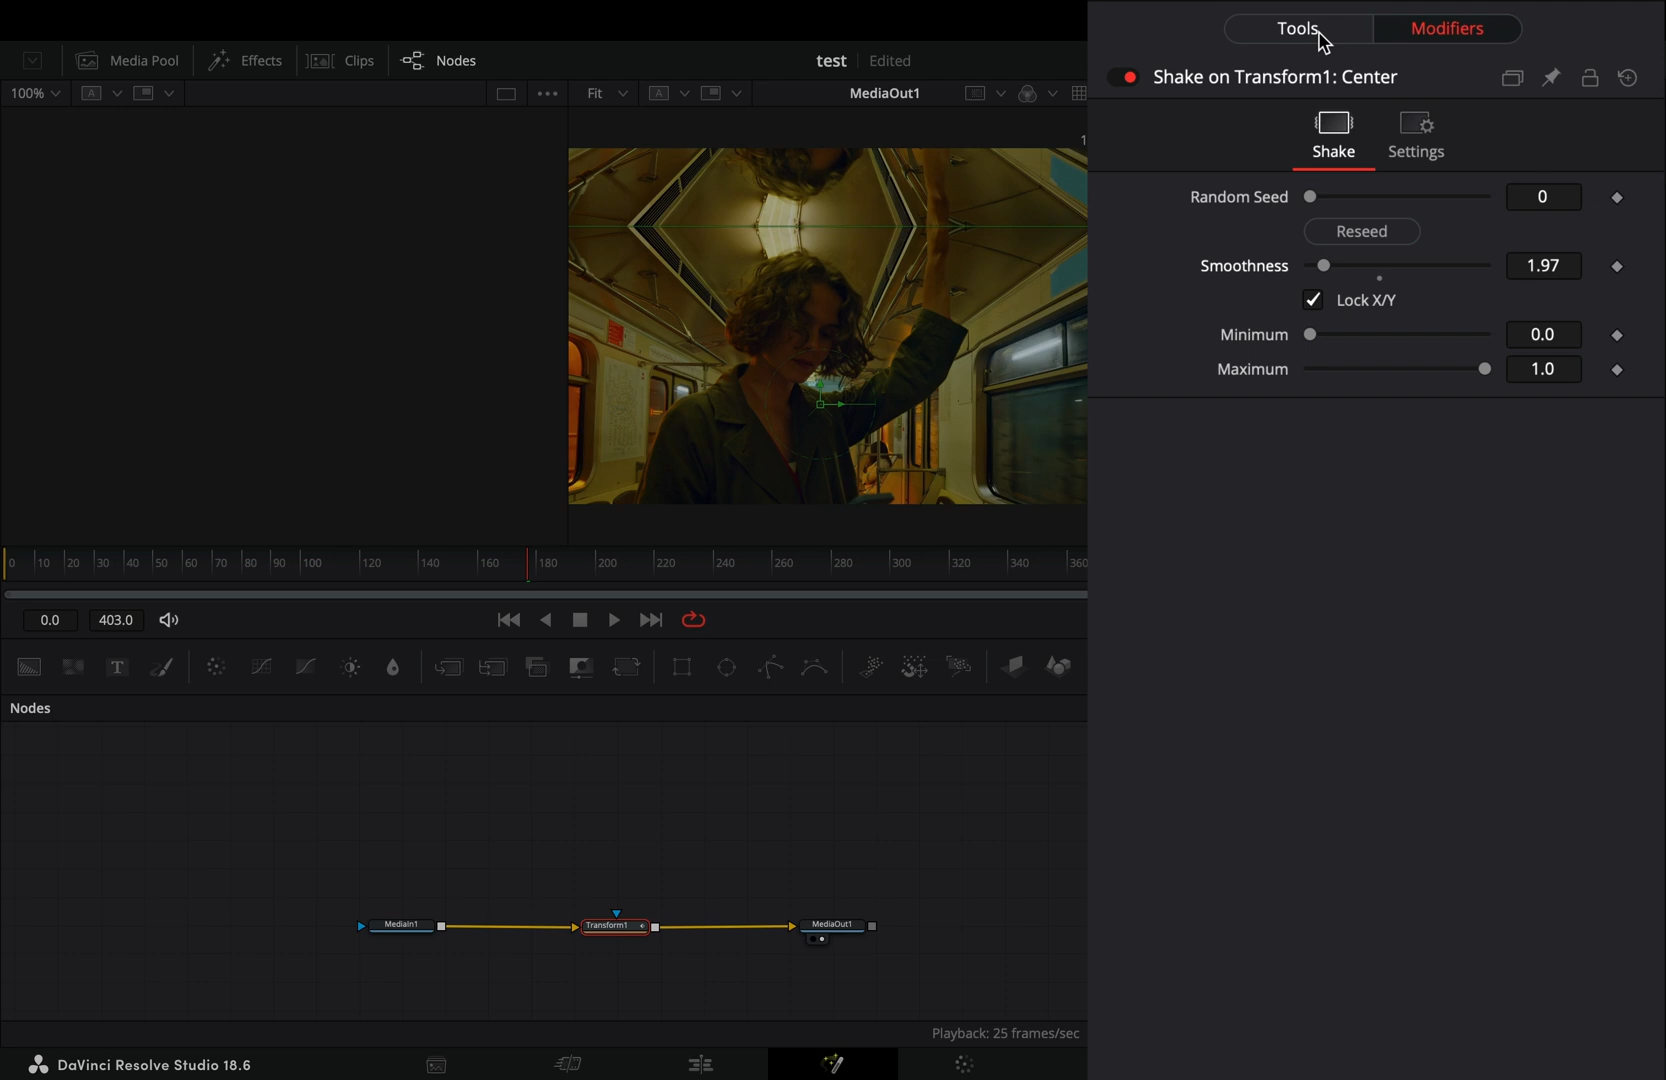 Tools
Modifiers
Media Pool
Effects
Clips
Nodes
test
Edited
Shake on Transform1: Center
100%
A
Fit
A
MediaOut1
1
Shake
Settings
Random Seed
0
Reseed
Smoothness
1.97
Lock X/Y
Minimum
0.0
Maximum
1.0
0 10 20 30 40 50 60 70 80 90 100 120 140 160 180 200 220 240 260 280 300 320 340 360
0.0
403.0
T
Nodes
MediaIn1
Transform1
MediaOut1
Playback: 25 frames/sec
DaVinci Resolve Studio 18.6